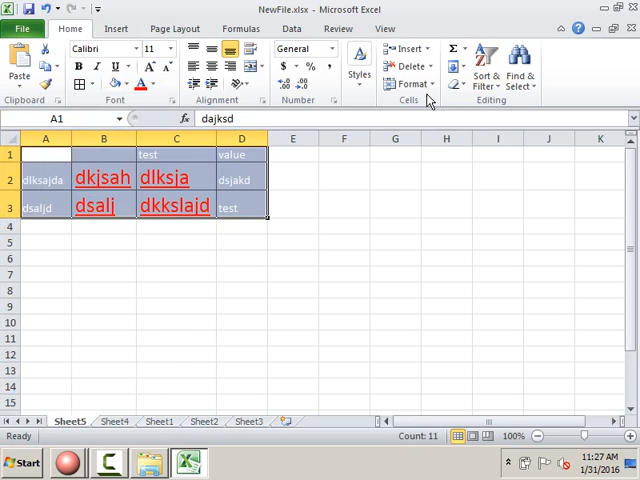 NewFile.xlsx - Microsoft Excel
File Home Insert Page Layout Formulas Data Review View
Paste Calibri 11 General Styles Insert Delete Format Sort & Filter Find & Select
B I U A A A $ % ,
Clipboard Font Alignment Number Cells Editing
A1 fx dajksd
A B C D E F G H I J K
1 test value
2 dlksajda dkjsah dlksja dsjakd
3 dsaljd dsalj dkkslajd test
4
5
6
7
8
9
10
11
12
13
14
15
Sheet5 Sheet4 Sheet1 Sheet2 Sheet3
Ready Count: 11 100%
Start 11:27 AM
1/31/2016